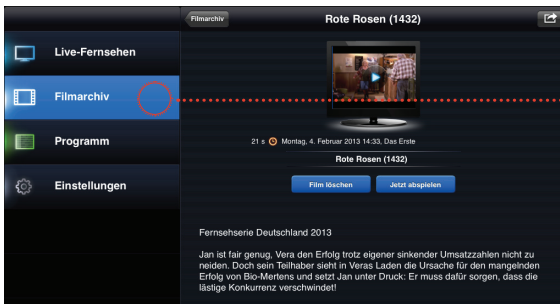 Filmarchiv
Rote Rosen (1432)
Live-Fernsehen
Filmarchiv
Programm
Einstellungen
21 s Montag, 4. Februar 2013 14:33, Das Erste
Rote Rosen (1432)
Film löschen
Jetzt abspielen
Fernsehserie Deutschland 2013
Jan ist fair genug, Vera den Erfolg trotz eigener sinkender Umsatzzahlen nicht zu
neiden. Doch sein Teilhaber sieht in Veras Laden die Ursache für den mangelnden
Erfolg von Bio-Mertens und setzt Jan unter Druck: Er muss dafür sorgen, dass die
lästige Konkurrenz verschwindet!